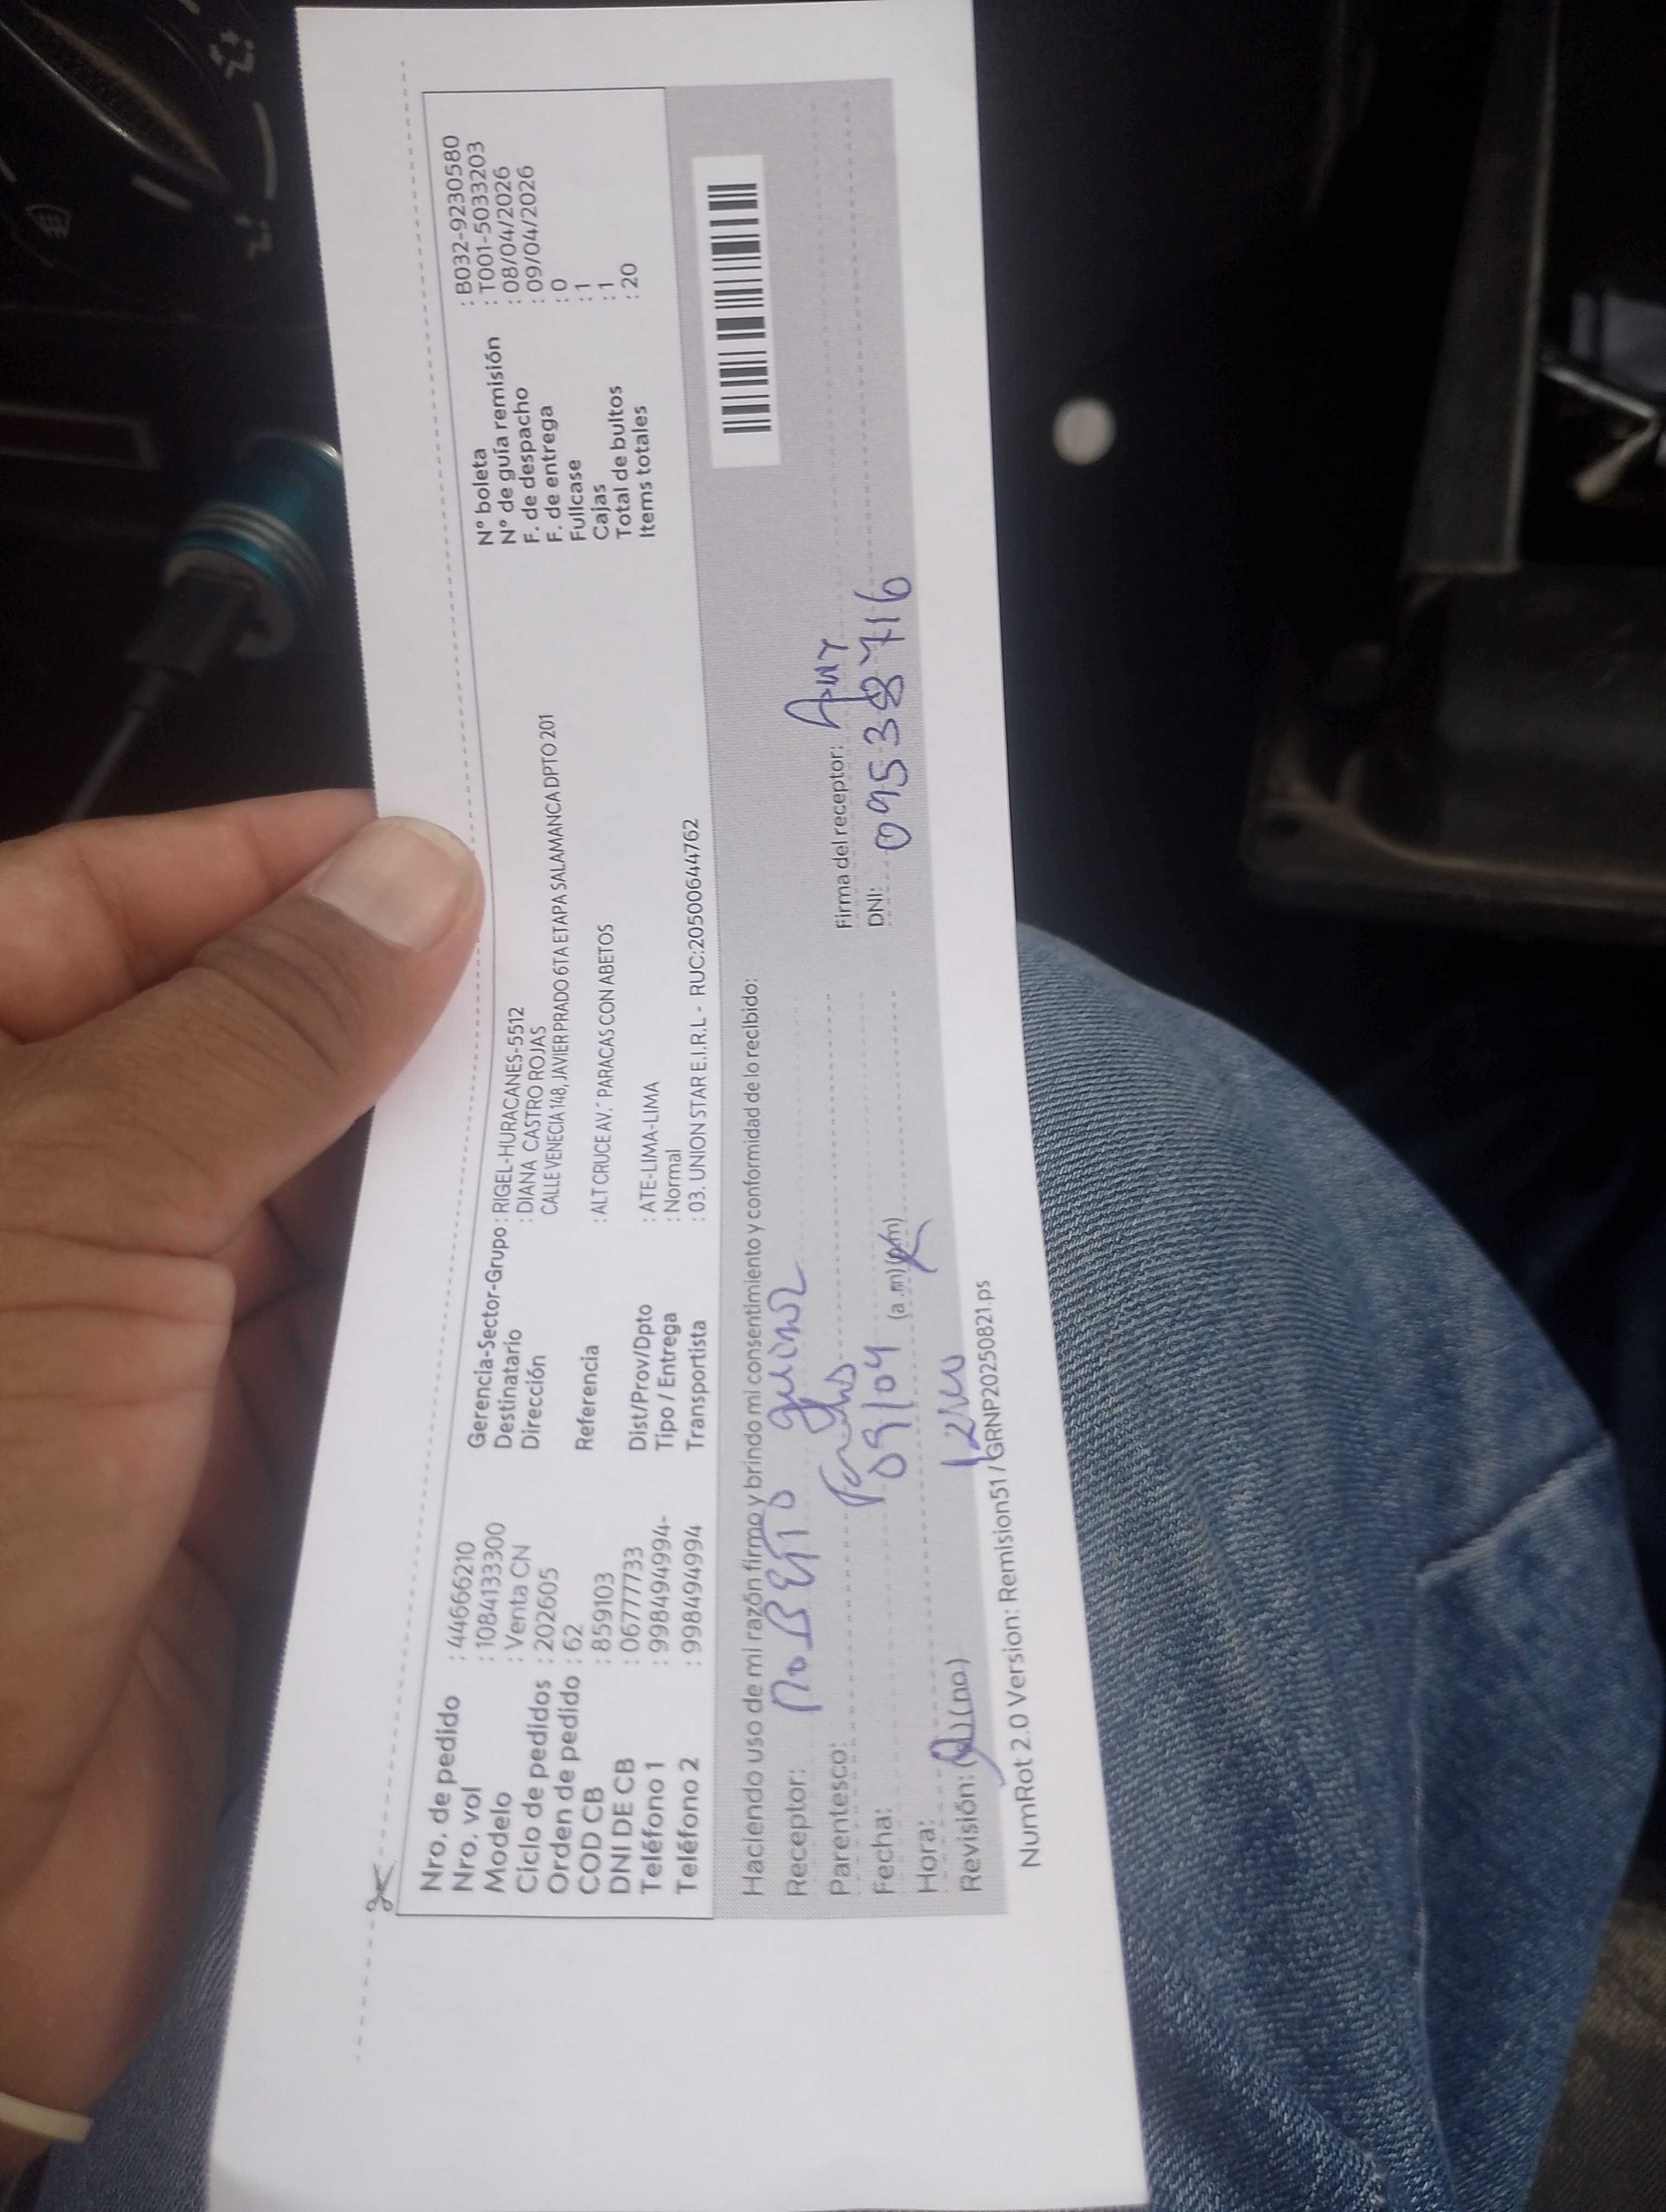 Nro. de pedido : 44666210
Nro. vol : 1084133300
Modelo : Venta CN
Ciclo de pedidos : 202605
Orden de pedido : 62
COD CB : 859103
DNI DE CB : 06777733
Teléfono 1 : 998494994-
Teléfono 2 : 998494994
Gerencia-Sector-Grupo : RIGEL-HURACANES-5512
Destinatario : DIANA CASTRO ROJAS
Dirección CALLE VENECIA 148, JAVIER PRADO 6TA ETAPA SALAMANCA DPTO 201
Referencia : ALT CRUCE AV.´ PARACAS CON ABETOS
Dist/Prov/Dpto : ATE-LIMA-LIMA
Tipo / Entrega : Normal
Transportista : 03. UNION STAR E.I.R.L - RUC:20500644762
N° boleta : B032-9230580
N° de guía remisión : T001-5033203
F. de despacho : 08/04/2026
F. de entrega : 09/04/2026
Fullcase : 0
Cajas : 1
Total de bultos : 1
Items totales : 20
Haciendo uso de mi razón firmo y brindo mi consentimiento y conformidad de lo recibido:
Receptor: ROBERTO
Parentesco:
Fecha: 09/04 (a.m)(p.m)
Hora:
Revisión: (si)(no)
Firma del receptor:
DNI: 09538716
NumRot 2.0 Version: Remision51 / GRNP20250821.ps